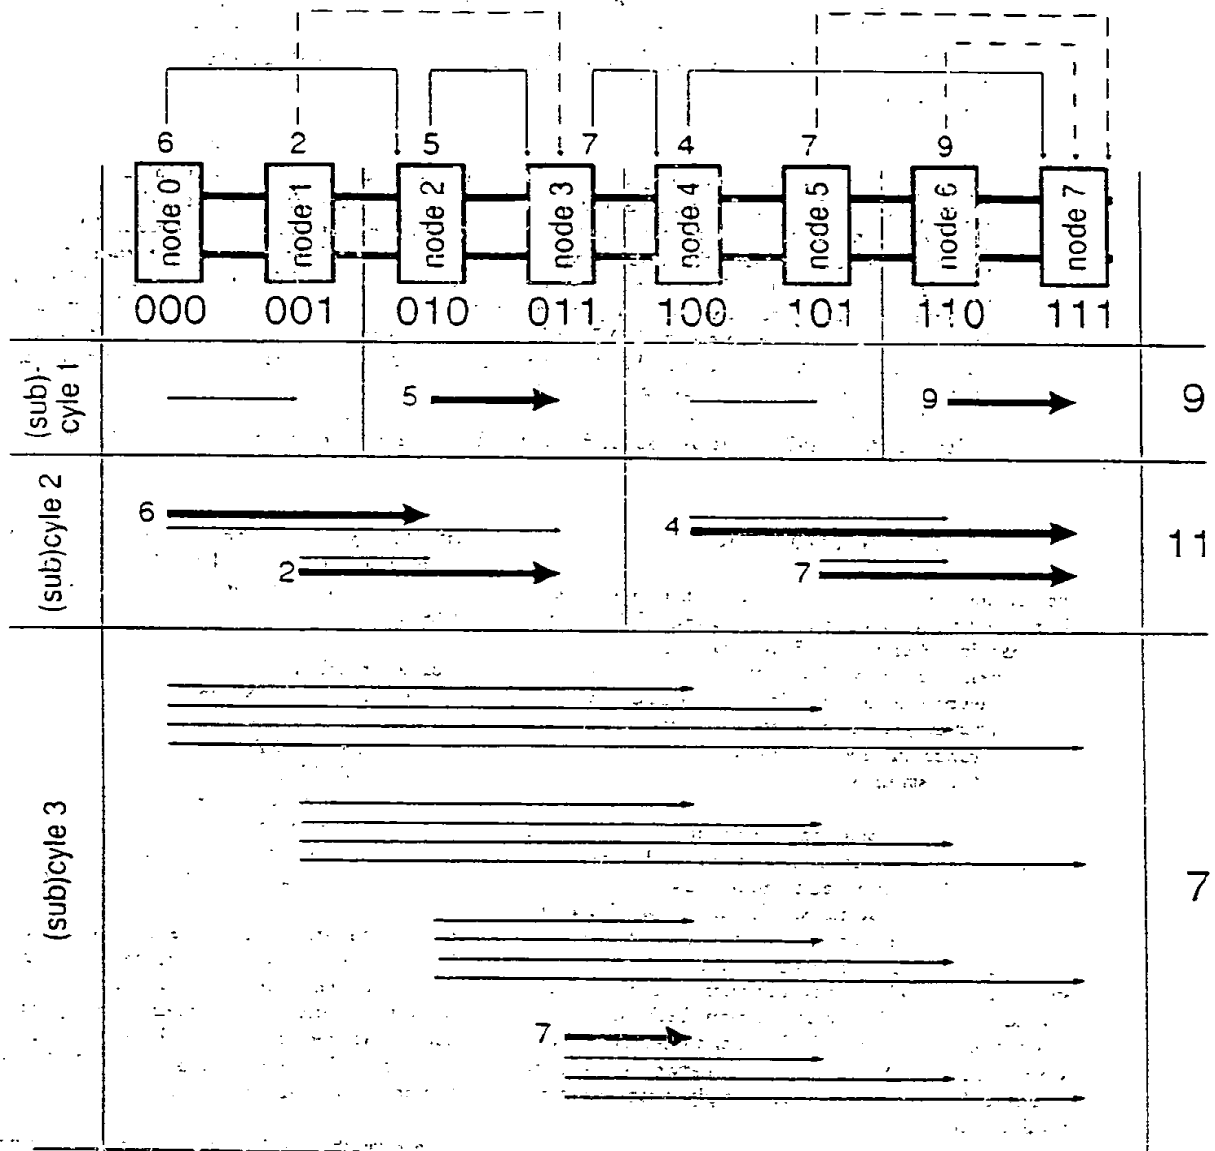 6 2 5 7 4 7 9
node 0 node 1 node 2 node 3 node 4 node 5 node 6 node 7
000 001 010 011 100 101 110 111
(sub)-
cyle 1
5 9 9
(sub)cyle 2
6 4 11
2 7
(sub)cyle 3
7
7